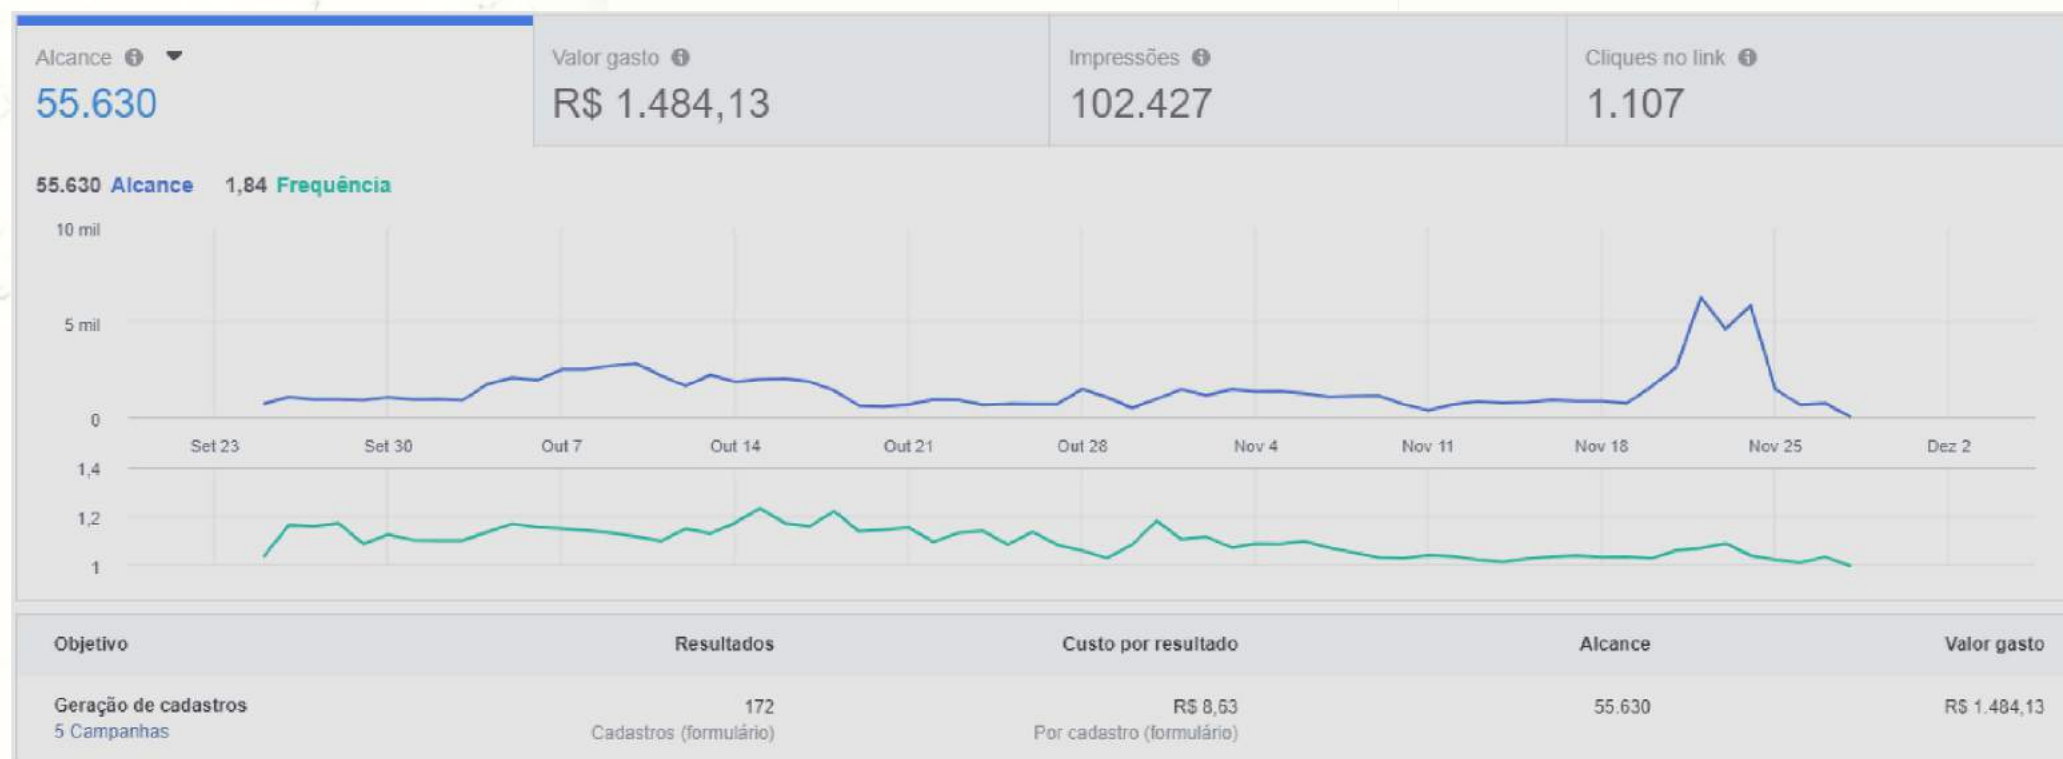 Alcance
55.630
Valor gasto
R$ 1.484,13
Impressões
102.427
Cliques no link
1.107
55.630 Alcance 1,84 Frequência
10 mil
5 mil
0
Set 23 Set 30 Out 7 Out 14 Out 21 Out 28 Nov 4 Nov 11 Nov 18 Nov 25 Dez 2
1,4
1,2
1
Objetivo Resultados Custo por resultado Alcance Valor gasto
Geração de cadastros 172 R$ 8,63 55.630 R$ 1.484,13
5 Campanhas Cadastros (formulário) Por cadastro (formulário)